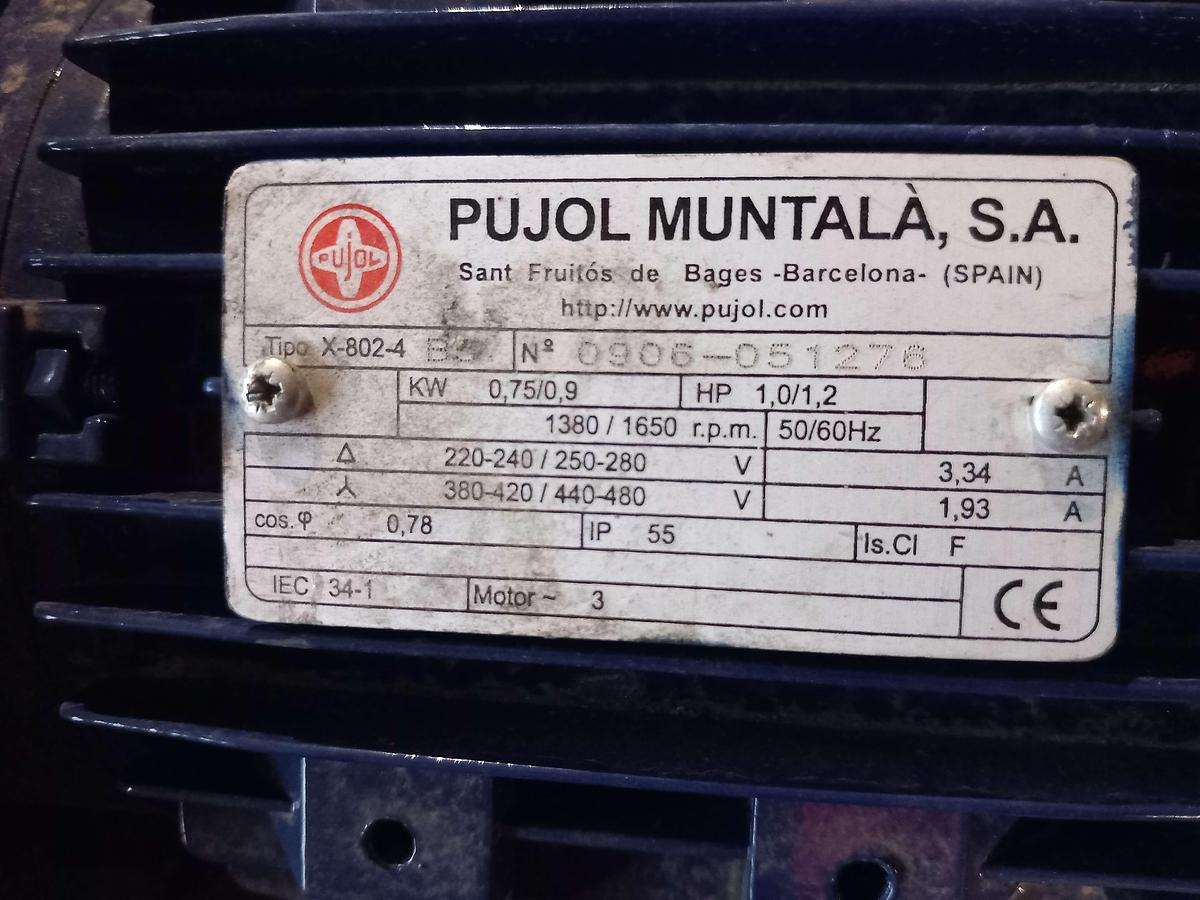 PUJOL
PUJOL MUNTALÀ, S.A.
Sant Fruitós de Bages -Barcelona- (SPAIN)
http://www.pujol.com
Tipo X-802-4 Nº 0906-051276
KW 0,75/0,9 HP 1,0/1,2
1380 / 1650 r.p.m. 50/60Hz
Δ 220-240 / 250-280 V 3,34 A
⅄ 380-420 / 440-480 V 1,93 A
cos.φ 0,78 IP 55 Is.Cl F
IEC 34-1 Motor ~ 3
CE